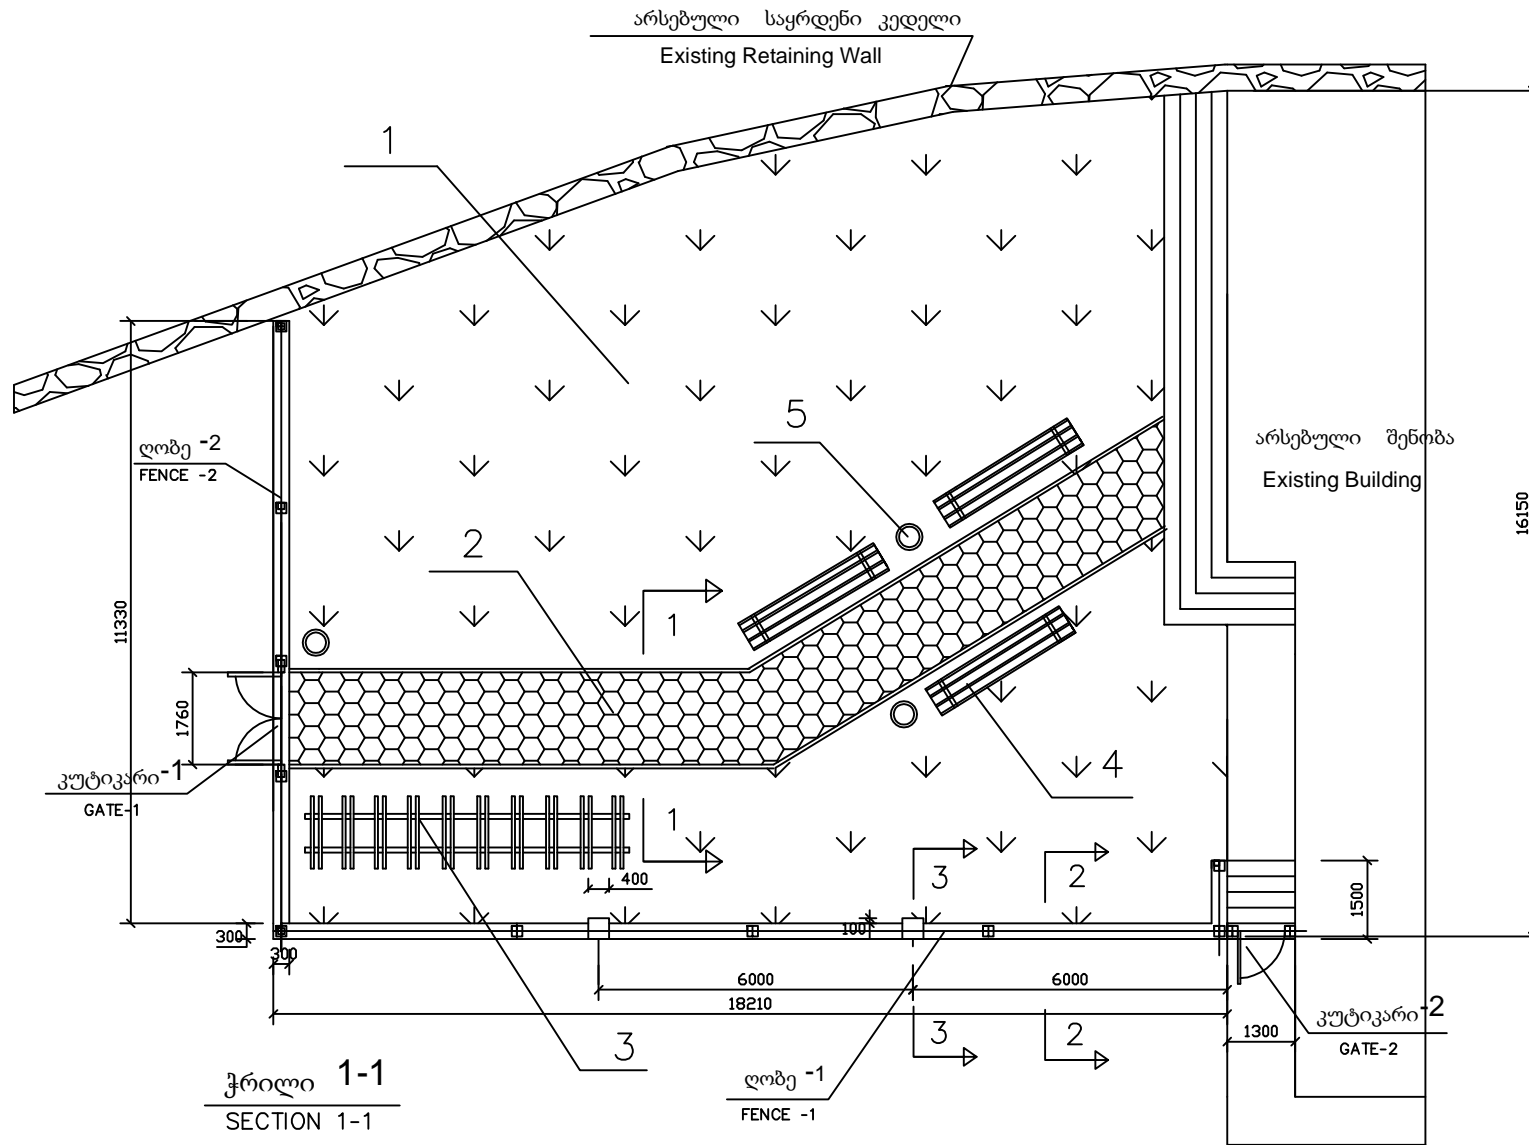 არსებული საყრდენი კედელი
Existing Retaining Wall
1
5
ღობე -2
FENCE -2
არსებული შენობა
Existing Building
16150
2
11330
1
1760
კუტიკარი-1
GATE-1
4
1
3
2
400
1500
300
100
300
6000
6000
18210
კუტიკარი-2
1300
GATE-2
3
3
2
ჭრილი 1-1
SECTION 1-1
ღობე -1
FENCE -1